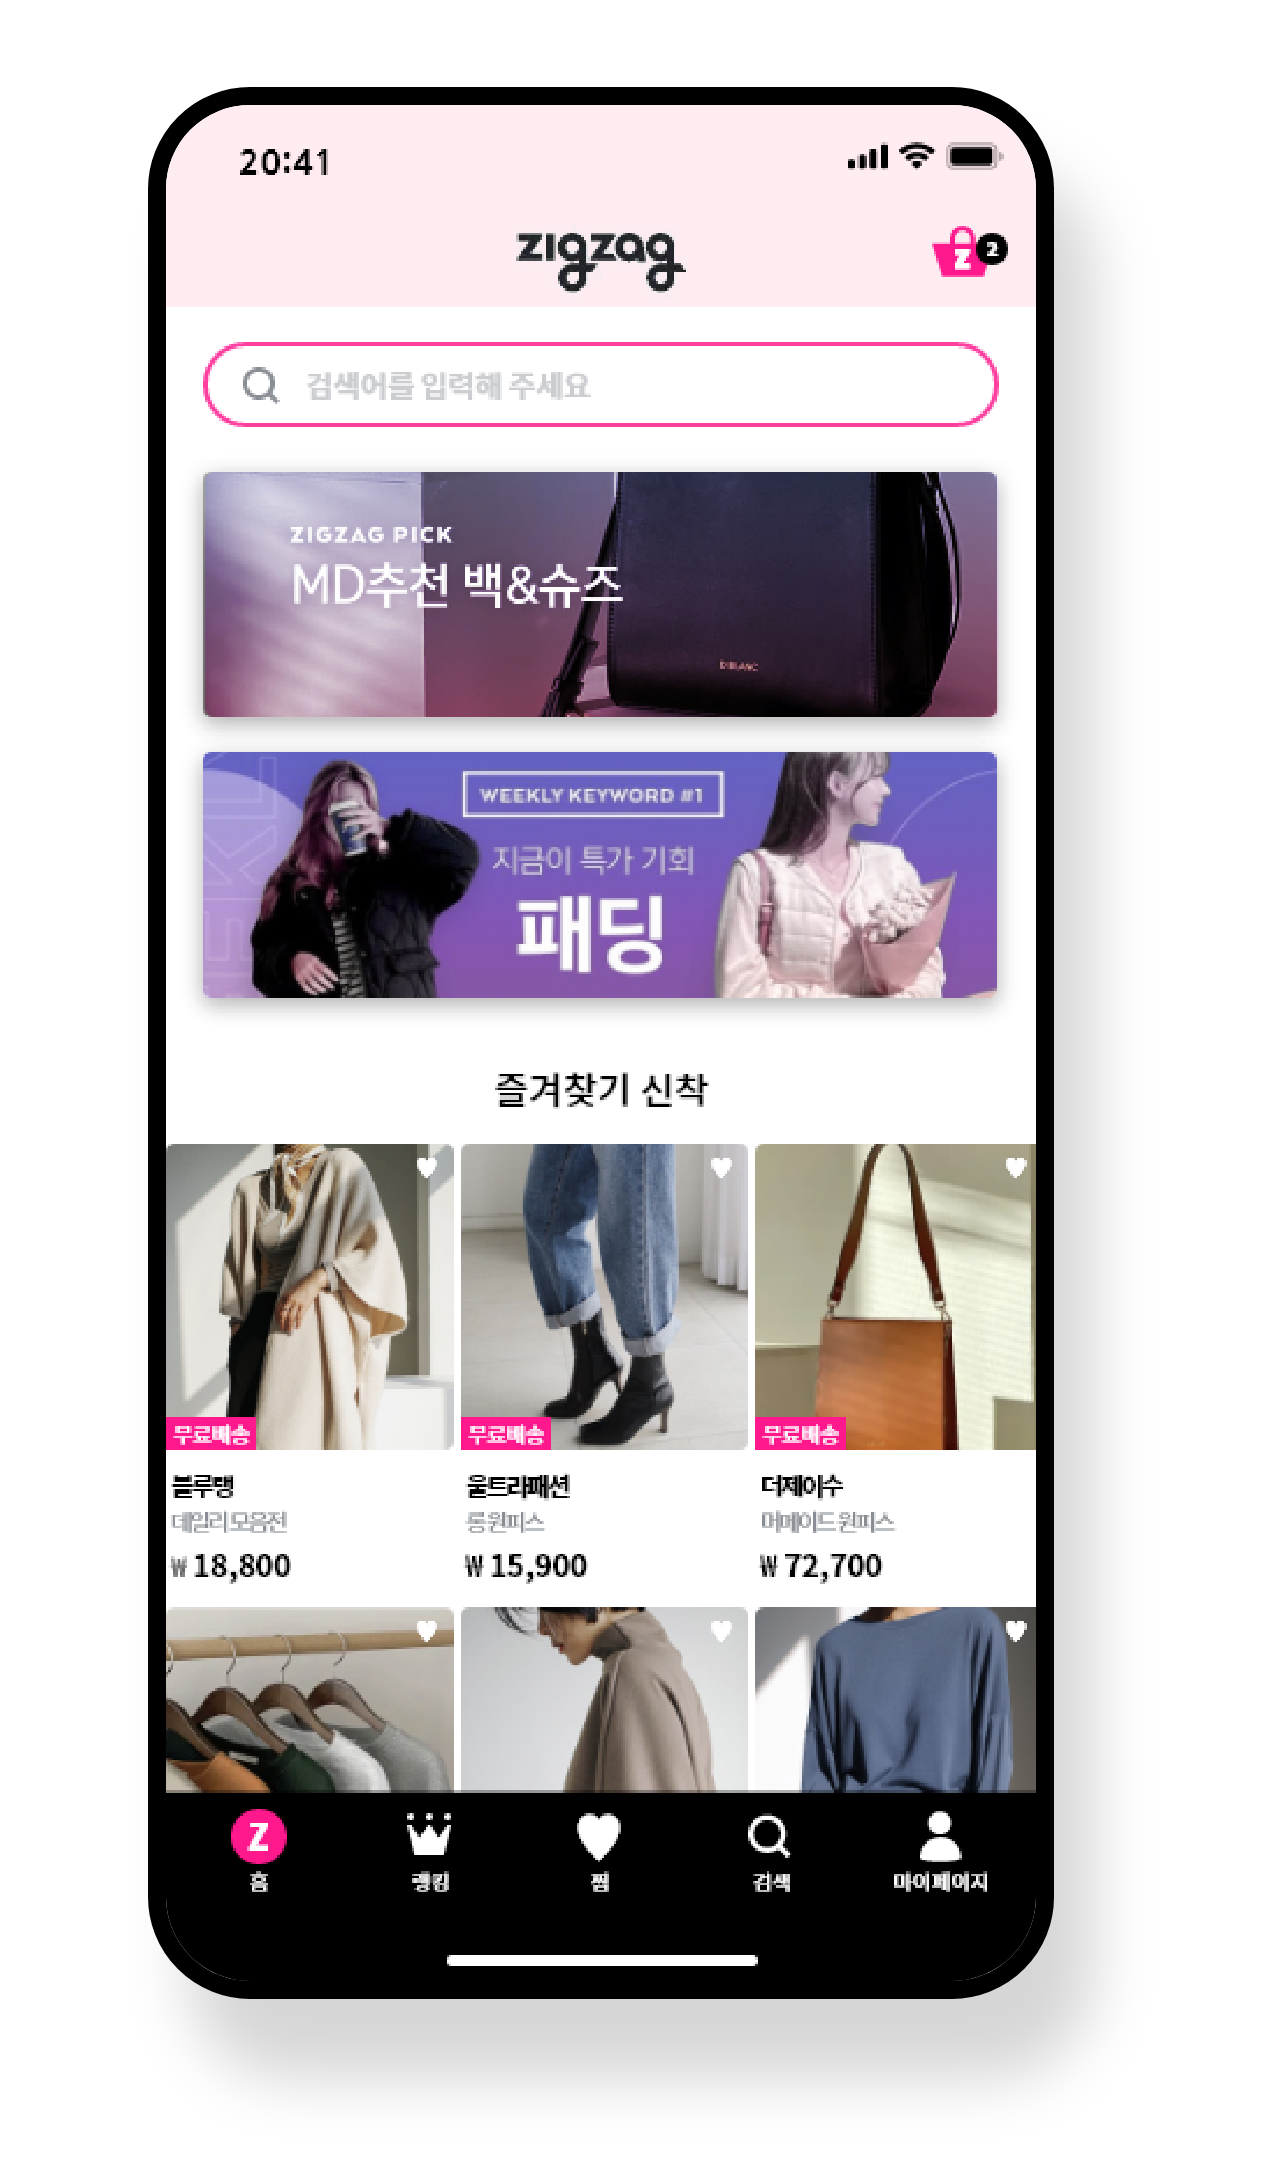 20:41
zigzag
Z
2
검색어를 입력해 주세요
ZIGZAG PICK
MD추천 백&슈즈
WEEKLY KEYWORD #1
지금이 특가 기회
패딩
즐겨찾기 신착
무료배송
무료배송
무료배송
블루탱
울트라패션
더제이수
데일리 모음전
롱 원피스
머메이드 원피스
₩ 18,800
₩ 15,900
₩ 72,700
Z
홈
랭킹
찜
검색
마이페이지